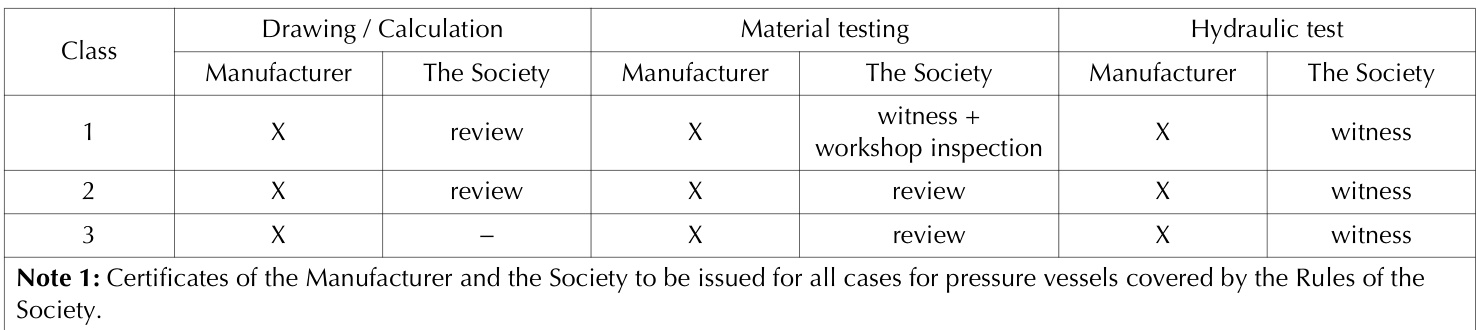 Class Drawing / Calculation Material testing Hydraulic test
Manufacturer The Society Manufacturer The Society Manufacturer The Society
1 X review X witness + workshop inspection X witness
2 X review X review X witness
3 X – X review X witness
Note 1: Certificates of the Manufacturer and the Society to be issued for all cases for pressure vessels covered by the Rules of the
Society.